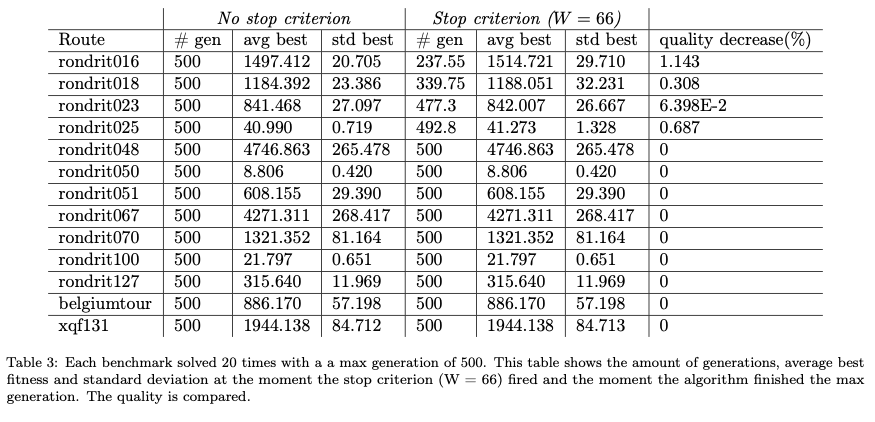 No stop criterion Stop criterion (W = 66)
Route # gen avg best std best # gen avg best std best quality decrease(%)
rondrit016 500 1497.412 20.705 237.55 1514.721 29.710 1.143
rondrit018 500 1184.392 23.386 339.75 1188.051 32.231 0.308
rondrit023 500 841.468 27.097 477.3 842.007 26.667 6.398E-2
rondrit025 500 40.990 0.719 492.8 41.273 1.328 0.687
rondrit048 500 4746.863 265.478 500 4746.863 265.478 0
rondrit050 500 8.806 0.420 500 8.806 0.420 0
rondrit051 500 608.155 29.390 500 608.155 29.390 0
rondrit067 500 4271.311 268.417 500 4271.311 268.417 0
rondrit070 500 1321.352 81.164 500 1321.352 81.164 0
rondrit100 500 21.797 0.651 500 21.797 0.651 0
rondrit127 500 315.640 11.969 500 315.640 11.969 0
belgiumtour 500 886.170 57.198 500 886.170 57.198 0
xqf131 500 1944.138 84.712 500 1944.138 84.713 0
Table 3: Each benchmark solved 20 times with a a max generation of 500. This table shows the amount of generations, average best
fitness and standard deviation at the moment the stop criterion (W = 66) fired and the moment the algorithm finished the max
generation. The quality is compared.